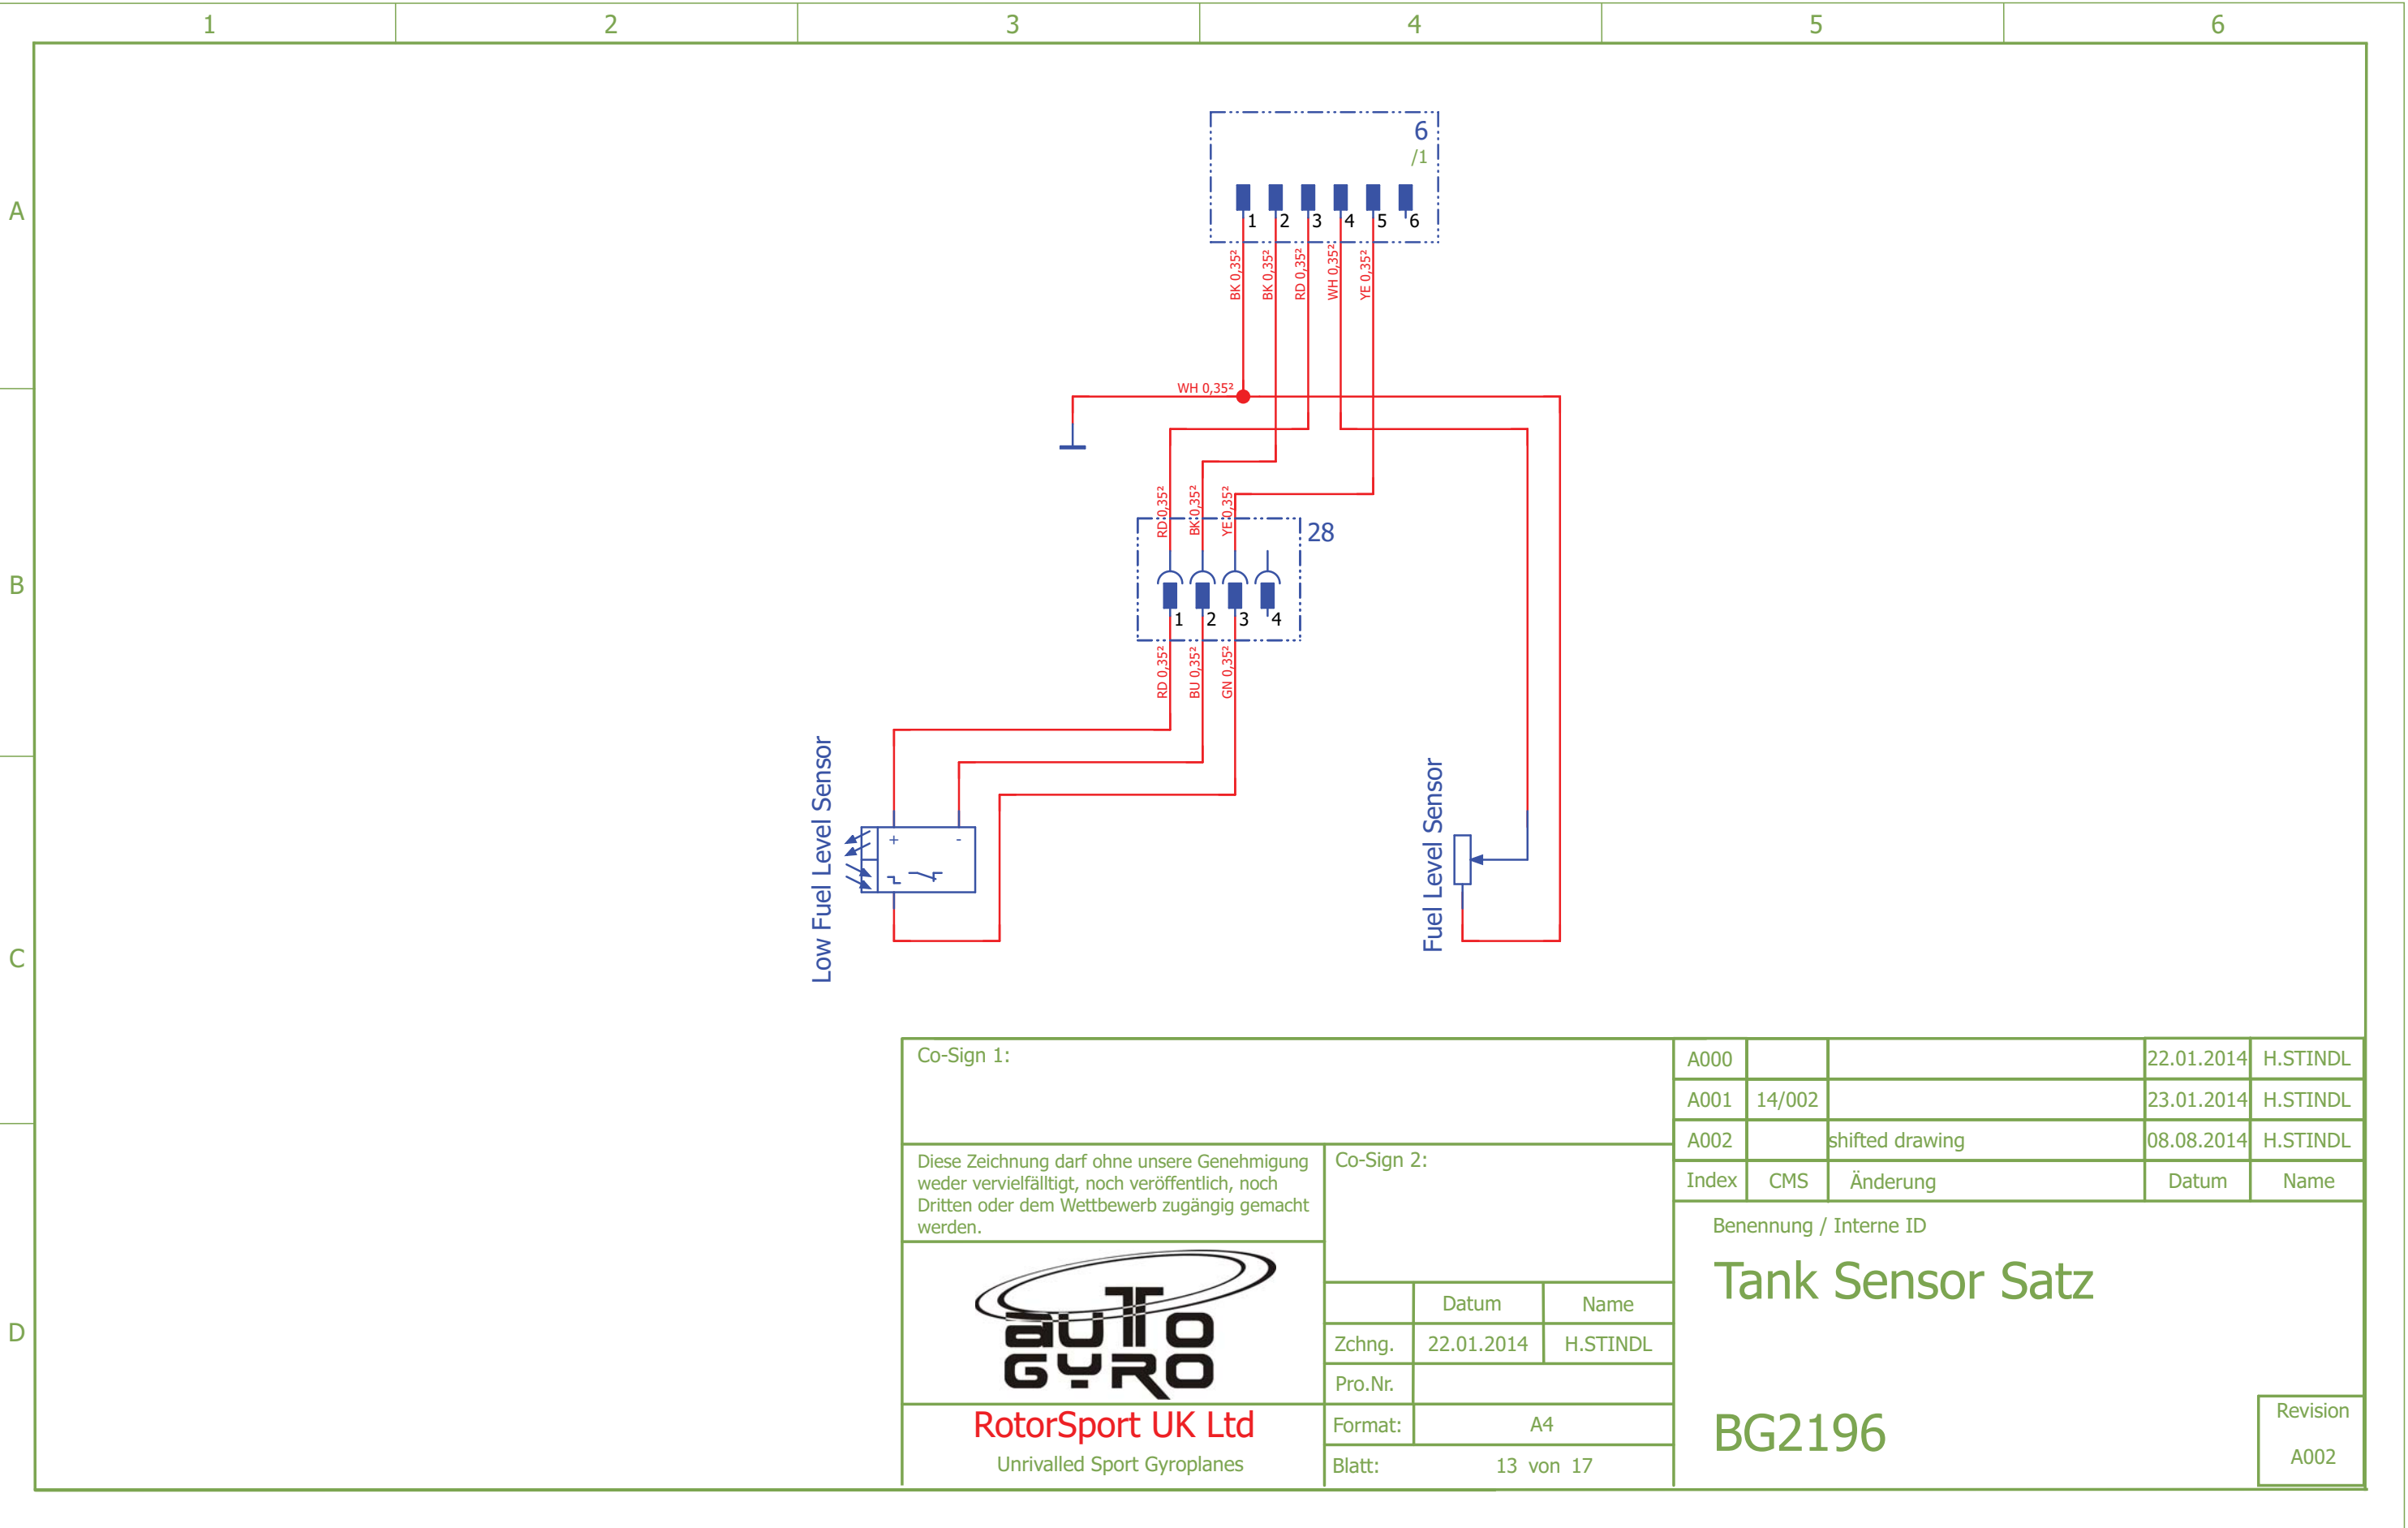 1 2 3 4 5 6
A
B
C
D
6
/1
1 2 3 4 5 6
BK 0,35²
BK 0,35²
RD 0,35²
WH 0,35²
YE 0,35²
WH 0,35²
RD 0,35²
BK 0,35²
YE 0,35²
28
1 2 3 4
RD 0,35²
BU 0,35²
GN 0,35²
Low Fuel Level Sensor
+ -
Fuel Level Sensor
Co-Sign 1:
Diese Zeichnung darf ohne unsere Genehmigung
weder vervielfälltigt, noch veröffentlich, noch
Dritten oder dem Wettbewerb zugängig gemacht
werden.
Co-Sign 2:
AUTO
GYRO
RotorSport UK Ltd
Unrivalled Sport Gyroplanes
Datum Name
Zchng. 22.01.2014 H.STINDL
Pro.Nr.
Format: A4
Blatt: 13 von 17
A000 22.01.2014 H.STINDL
A001 14/002 23.01.2014 H.STINDL
A002 shifted drawing 08.08.2014 H.STINDL
Index CMS Änderung Datum Name
Benennung / Interne ID
Tank Sensor Satz
BG2196
Revision
A002